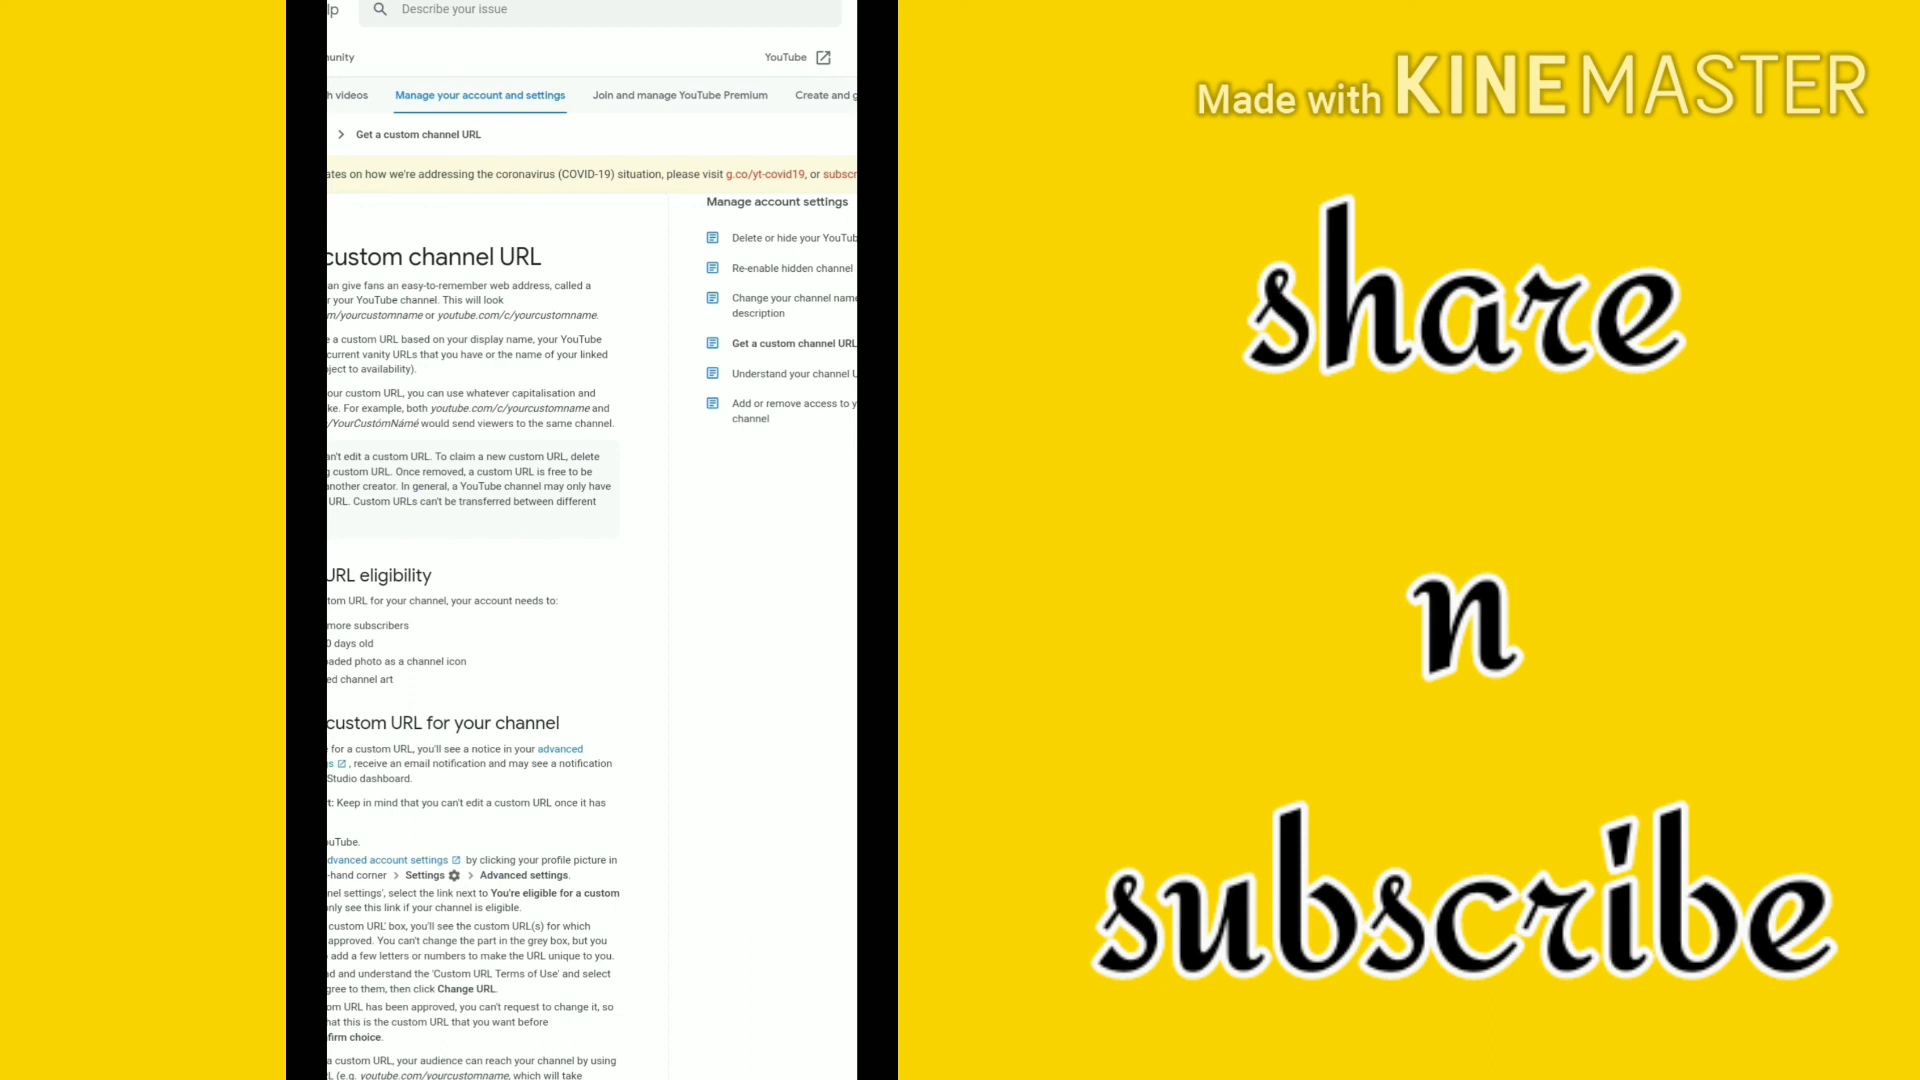 lp
Describe your issue
unity
YouTube
h videos
Manage your account and settings
Join and manage YouTube Premium
Create and g
Get a custom channel URL
ates on how we're addressing the coronavirus (COVID-19) situation, please visit g.co/yt-covid19, or subscr
custom channel URL
an give fans an easy-to-remember web address, called a
r your YouTube channel. This will look
m/yourcustomname or youtube.com/c/yourcustomname.
e a custom URL based on your display name, your YouTube
current vanity URLs that you have or the name of your linked
ject to availability).
our custom URL, you can use whatever capitalisation and
ke. For example, both youtube.com/c/yourcustomname and
/YourCustómNámé would send viewers to the same channel.
an't edit a custom URL. To claim a new custom URL, delete
g custom URL. Once removed, a custom URL is free to be
another creator. In general, a YouTube channel may only have
URL. Custom URLs can't be transferred between different
URL eligibility
tom URL for your channel, your account needs to:
more subscribers
0 days old
oaded photo as a channel icon
ed channel art
custom URL for your channel
e for a custom URL, you'll see a notice in your advanced
gs , receive an email notification and may see a notification
Studio dashboard.
t: Keep in mind that you can't edit a custom URL once it has
uTube.
dvanced account settings by clicking your profile picture in
-hand corner > Settings > Advanced settings.
nel settings', select the link next to You're eligible for a custom
only see this link if your channel is eligible.
custom URL' box, you'll see the custom URL(s) for which
approved. You can't change the part in the grey box, but you
add a few letters or numbers to make the URL unique to you.
d and understand the 'Custom URL Terms of Use' and select
gree to them, then click Change URL.
om URL has been approved, you can't request to change it, so
hat this is the custom URL that you want before
firm choice.
a custom URL, your audience can reach your channel by using
L (e.g. youtube.com/yourcustomname, which will take
Manage account settings
Delete or hide your YouTub
Re-enable hidden channel
Change your channel name
description
Get a custom channel URL
Understand your channel U
Add or remove access to y
channel
Made with KINEMASTER
share
n
subscribe